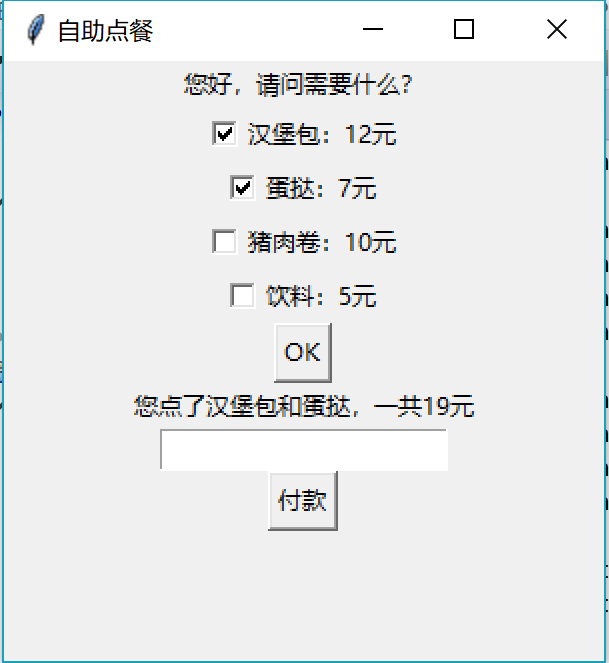 自助点餐
您好，请问需要什么？
汉堡包：12元
蛋挞：7元
猪肉卷：10元
饮料：5元
OK
您点了汉堡包和蛋挞，一共19元
付款